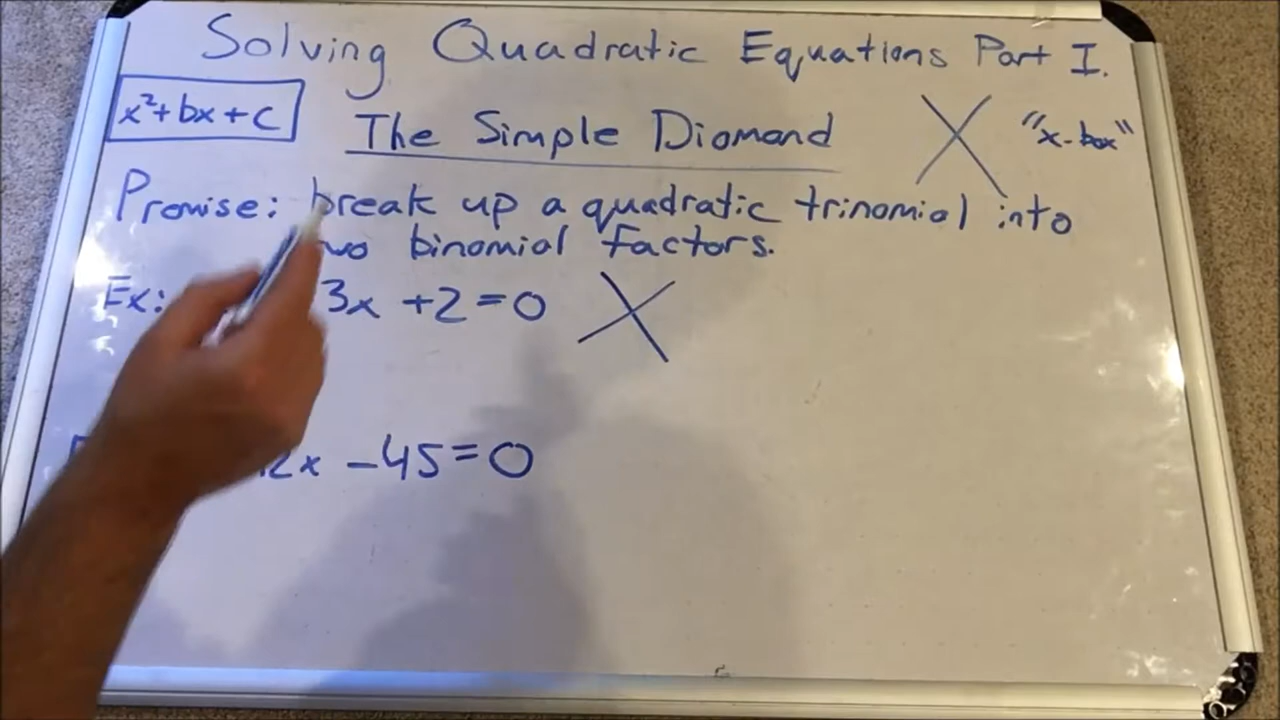 Solving Quadratic Equations Part I.
x²+bx+c
The Simple Diamond
"x-box"
Premise: break up a quadratic trinomial into
binomial factors.
Ex: 3x +2=0
2x -45=0